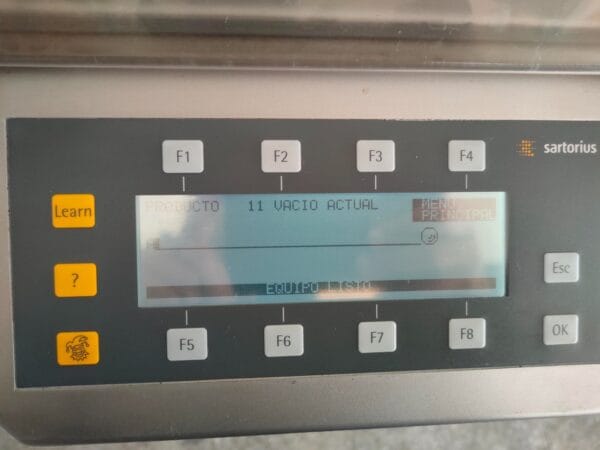 F1 F2 F3 F4
sartorius
Learn
PRODUCTO 11 VACIO ACTUAL MENU
PRINCIPAL
?
Esc
EQUIPO LISTO
OK
F5 F6 F7 F8